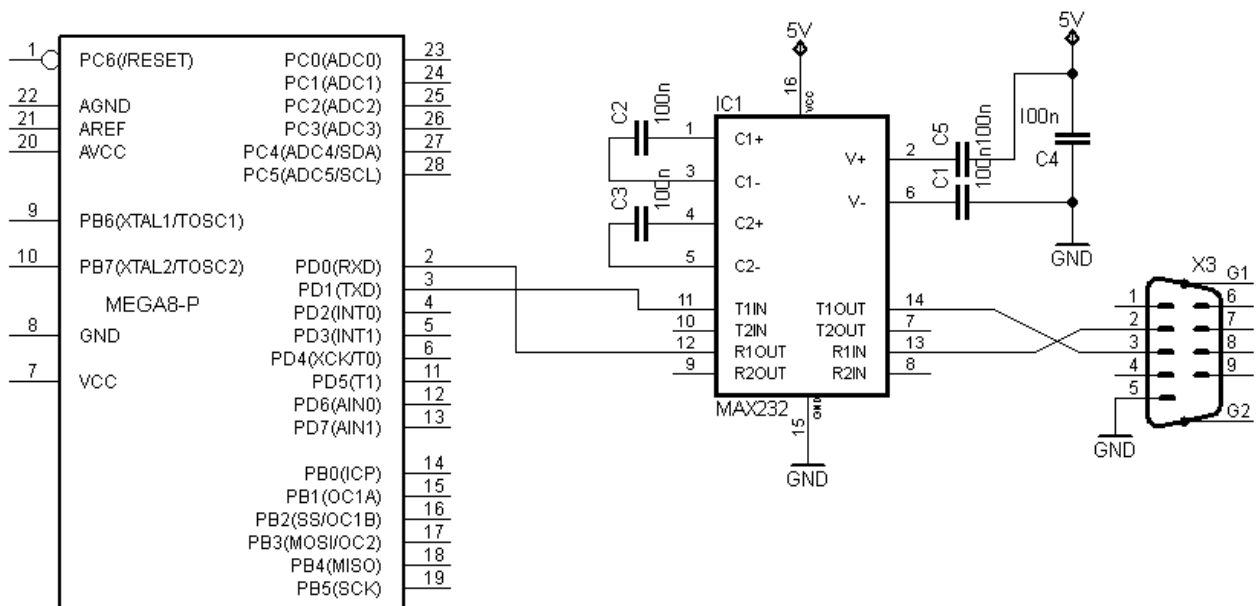 1
PC6(/RESET)
22
AGND
21
AREF
20
AVCC
9
PB6(XTAL1/TOSC1)
10
PB7(XTAL2/TOSC2)
MEGA8-P
8
GND
7
VCC
PC0(ADC0)
23
PC1(ADC1)
24
PC2(ADC2)
25
PC3(ADC3)
26
PC4(ADC4/SDA)
27
PC5(ADC5/SCL)
28
PD0(RXD)
2
PD1(TXD)
3
PD2(INT0)
4
PD3(INT1)
5
PD4(XCK/T0)
6
PD5(T1)
11
PD6(AIN0)
12
PD7(AIN1)
13
PB0(ICP)
14
PB1(OC1A)
15
PB2(SS/OC1B)
16
PB3(MOSI/OC2)
17
PB4(MISO)
18
PB5(SCK)
19
C2
100n
C3
100n
5V
16
VCC
IC1
1
C1+
3
C1-
4
C2+
5
C2-
11
T1IN
10
T2IN
12
R1OUT
9
R2OUT
V+
2
V-
6
T1OUT
14
T2OUT
7
R1IN
13
R2IN
8
MAX232
15
GND
GND
C5
100n
C1
100n
5V
100n
C4
GND
X3
G1
1
2
3
4
5
6
7
8
9
G2
GND